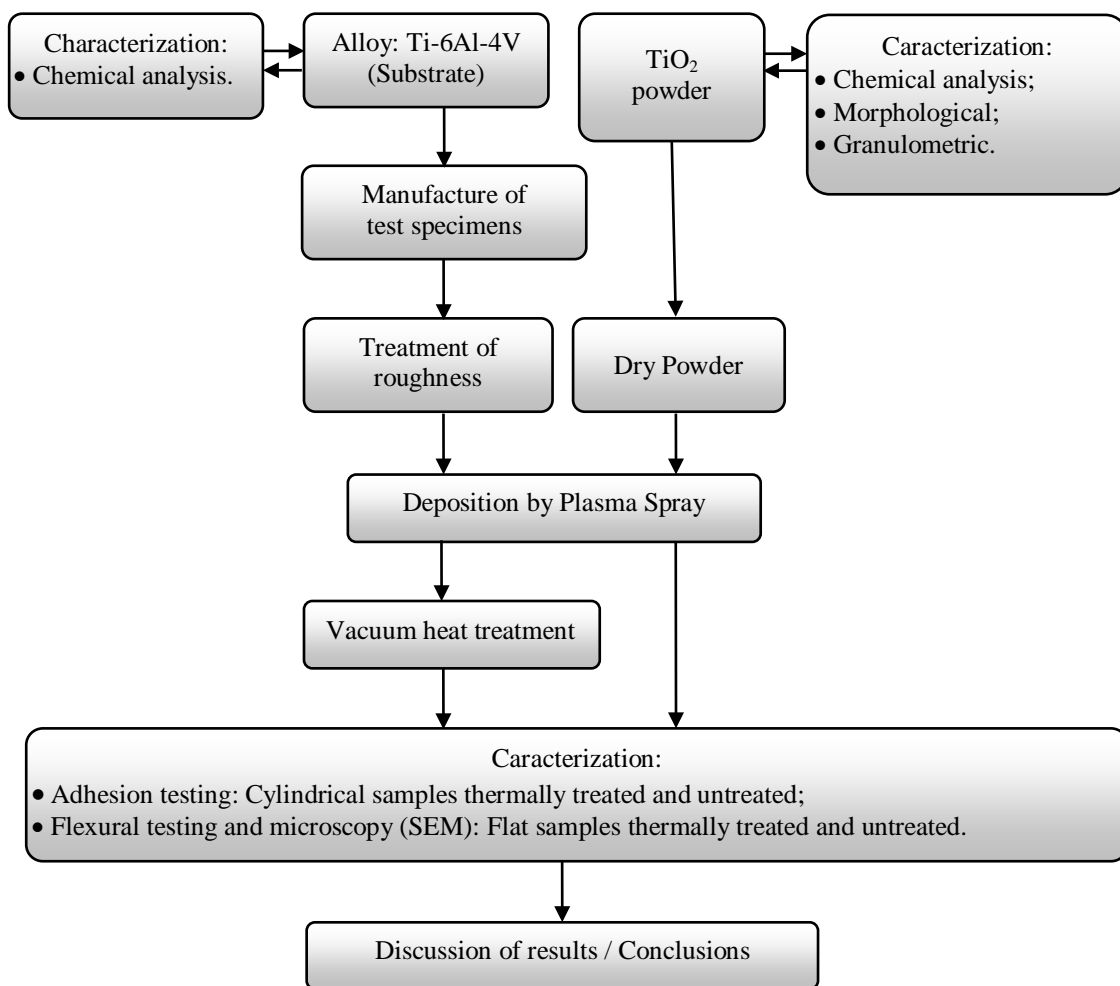 Characterization:
• Chemical analysis.
Alloy: Ti-6Al-4V
(Substrate)
TiO₂
powder
Caracterization:
• Chemical analysis;
• Morphological;
• Granulometric.
Manufacture of
test specimens
Treatment of
roughness
Dry Powder
Deposition by Plasma Spray
Vacuum heat treatment
Caracterization:
• Adhesion testing: Cylindrical samples thermally treated and untreated;
• Flexural testing and microscopy (SEM): Flat samples thermally treated and untreated.
Discussion of results / Conclusions